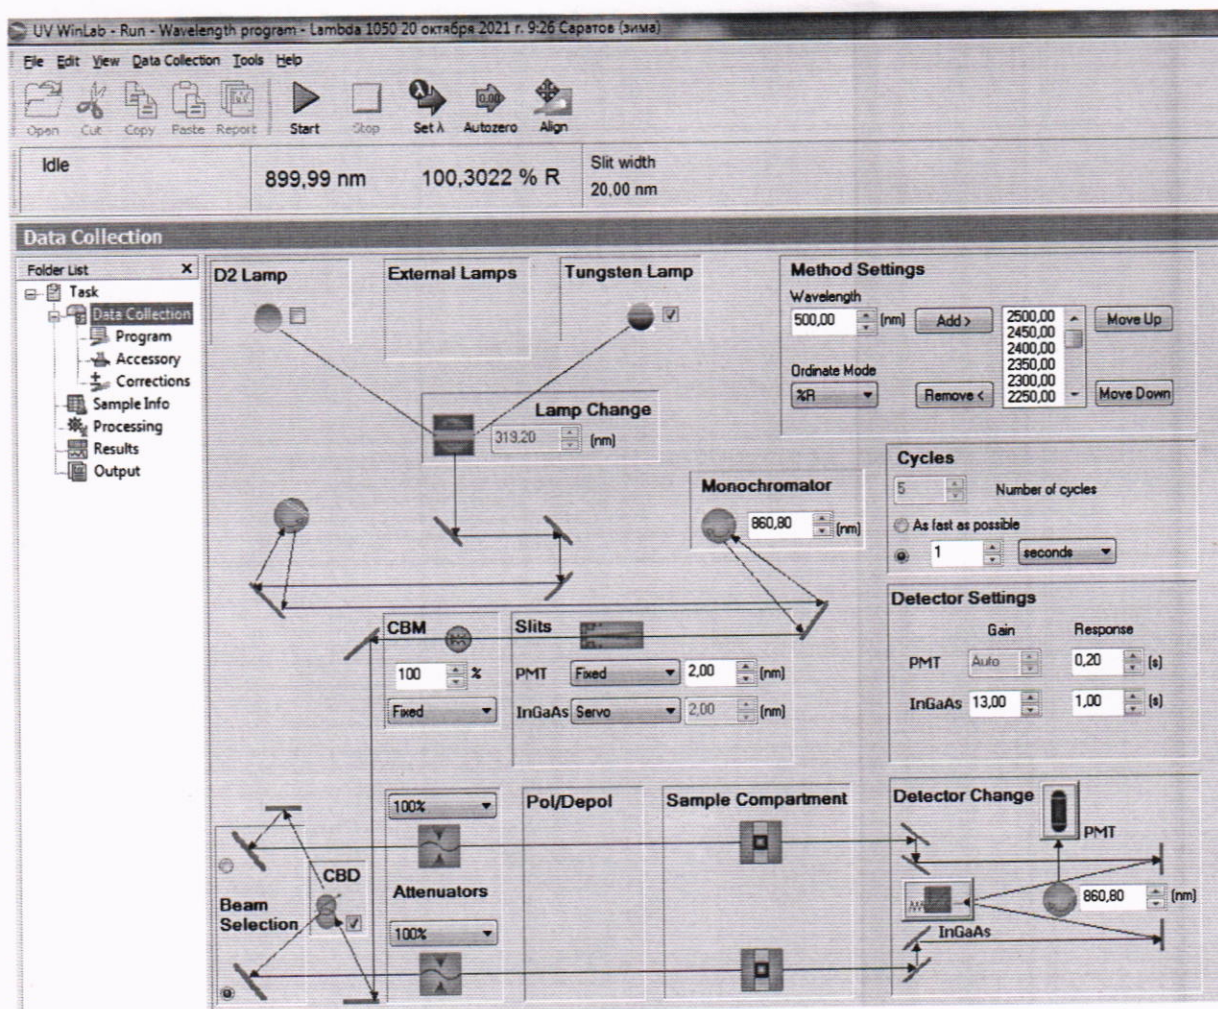 UV WinLab - Run - Wavelength program - Lambda 1050 20 октября 2021 г. 9:26 Саратов (зима)
File Edit View Data Collection Tools Help
Open Cut Copy Paste Report Start Stop Set λ Autozero Align
Idle
899,99 nm 100,3022 % R
Slit width
20,00 nm
Data Collection
Folder List
Task
Data Collection
Program
Accessory
Corrections
Sample Info
Processing
Results
Output
D2 Lamp
External Lamps
Tungsten Lamp
Lamp Change
319,20 (nm)
Method Settings
Wavelength
500,00 (nm)
Add >
2500,00
2450,00
2400,00
2350,00
2300,00
2250,00
Move Up
Ordinate Mode
%R
Remove <
Move Down
Monochromator
860,80 (nm)
Cycles
5 Number of cycles
As fast as possible
1 seconds
CBM
100 %
Fixed
Slits
PMT Fixed 2,00 (nm)
InGaAs Servo 2,00 (nm)
Detector Settings
Gain Response
PMT Auto 0,20 (s)
InGaAs 13,00 1,00 (s)
Beam
Selection
CBD
100%
Attenuators
100%
Pol/Depol
Sample Compartment
Detector Change
PMT
860,80 (nm)
InGaAs